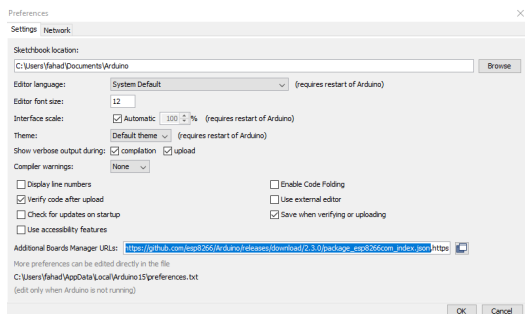 Preferences
Settings Network
Sketchbook location:
C:\Users\fahad\Documents\Arduino Browse
Editor language: System Default (requires restart of Arduino)
Editor font size: 12
Interface scale: Automatic 100 % (requires restart of Arduino)
Theme: Default theme (requires restart of Arduino)
Show verbose output during: compilation upload
Compiler warnings: None
Display line numbers Enable Code Folding
Verify code after upload Use external editor
Check for updates on startup Save when verifying or uploading
Use accessibility features
Additional Boards Manager URLs: https://github.com/esp8266/Arduino/releases/download/2.3.0/package_esp8266com_index.json,https
More preferences can be edited directly in the file
C:\Users\fahad\AppData\Local\Arduino15\preferences.txt
(edit only when Arduino is not running)
OK Cancel